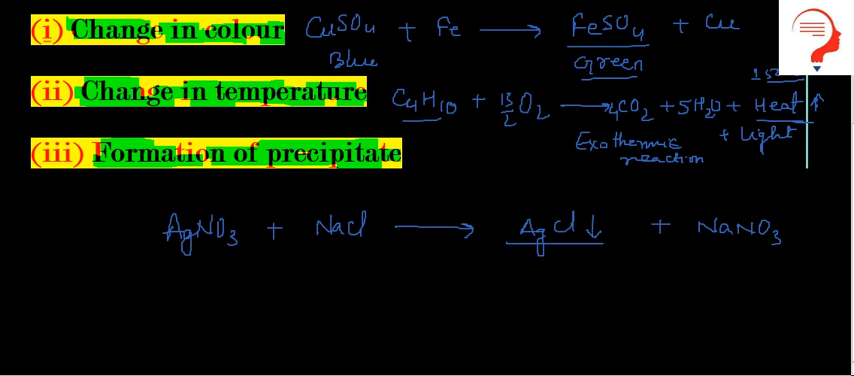 (i) Change in colour CuSO4 + Fe ⟶ FeSO4 + Cu
Blue Green
(ii) Change in temperature C4H10 + 13/2 O2 ⟶ 4CO2 + 5H2O + Heat ↑
+ Light
Exothermic
reaction
(iii) Formation of precipitate
AgNO3 + NaCl ⟶ AgCl↓ + NaNO3